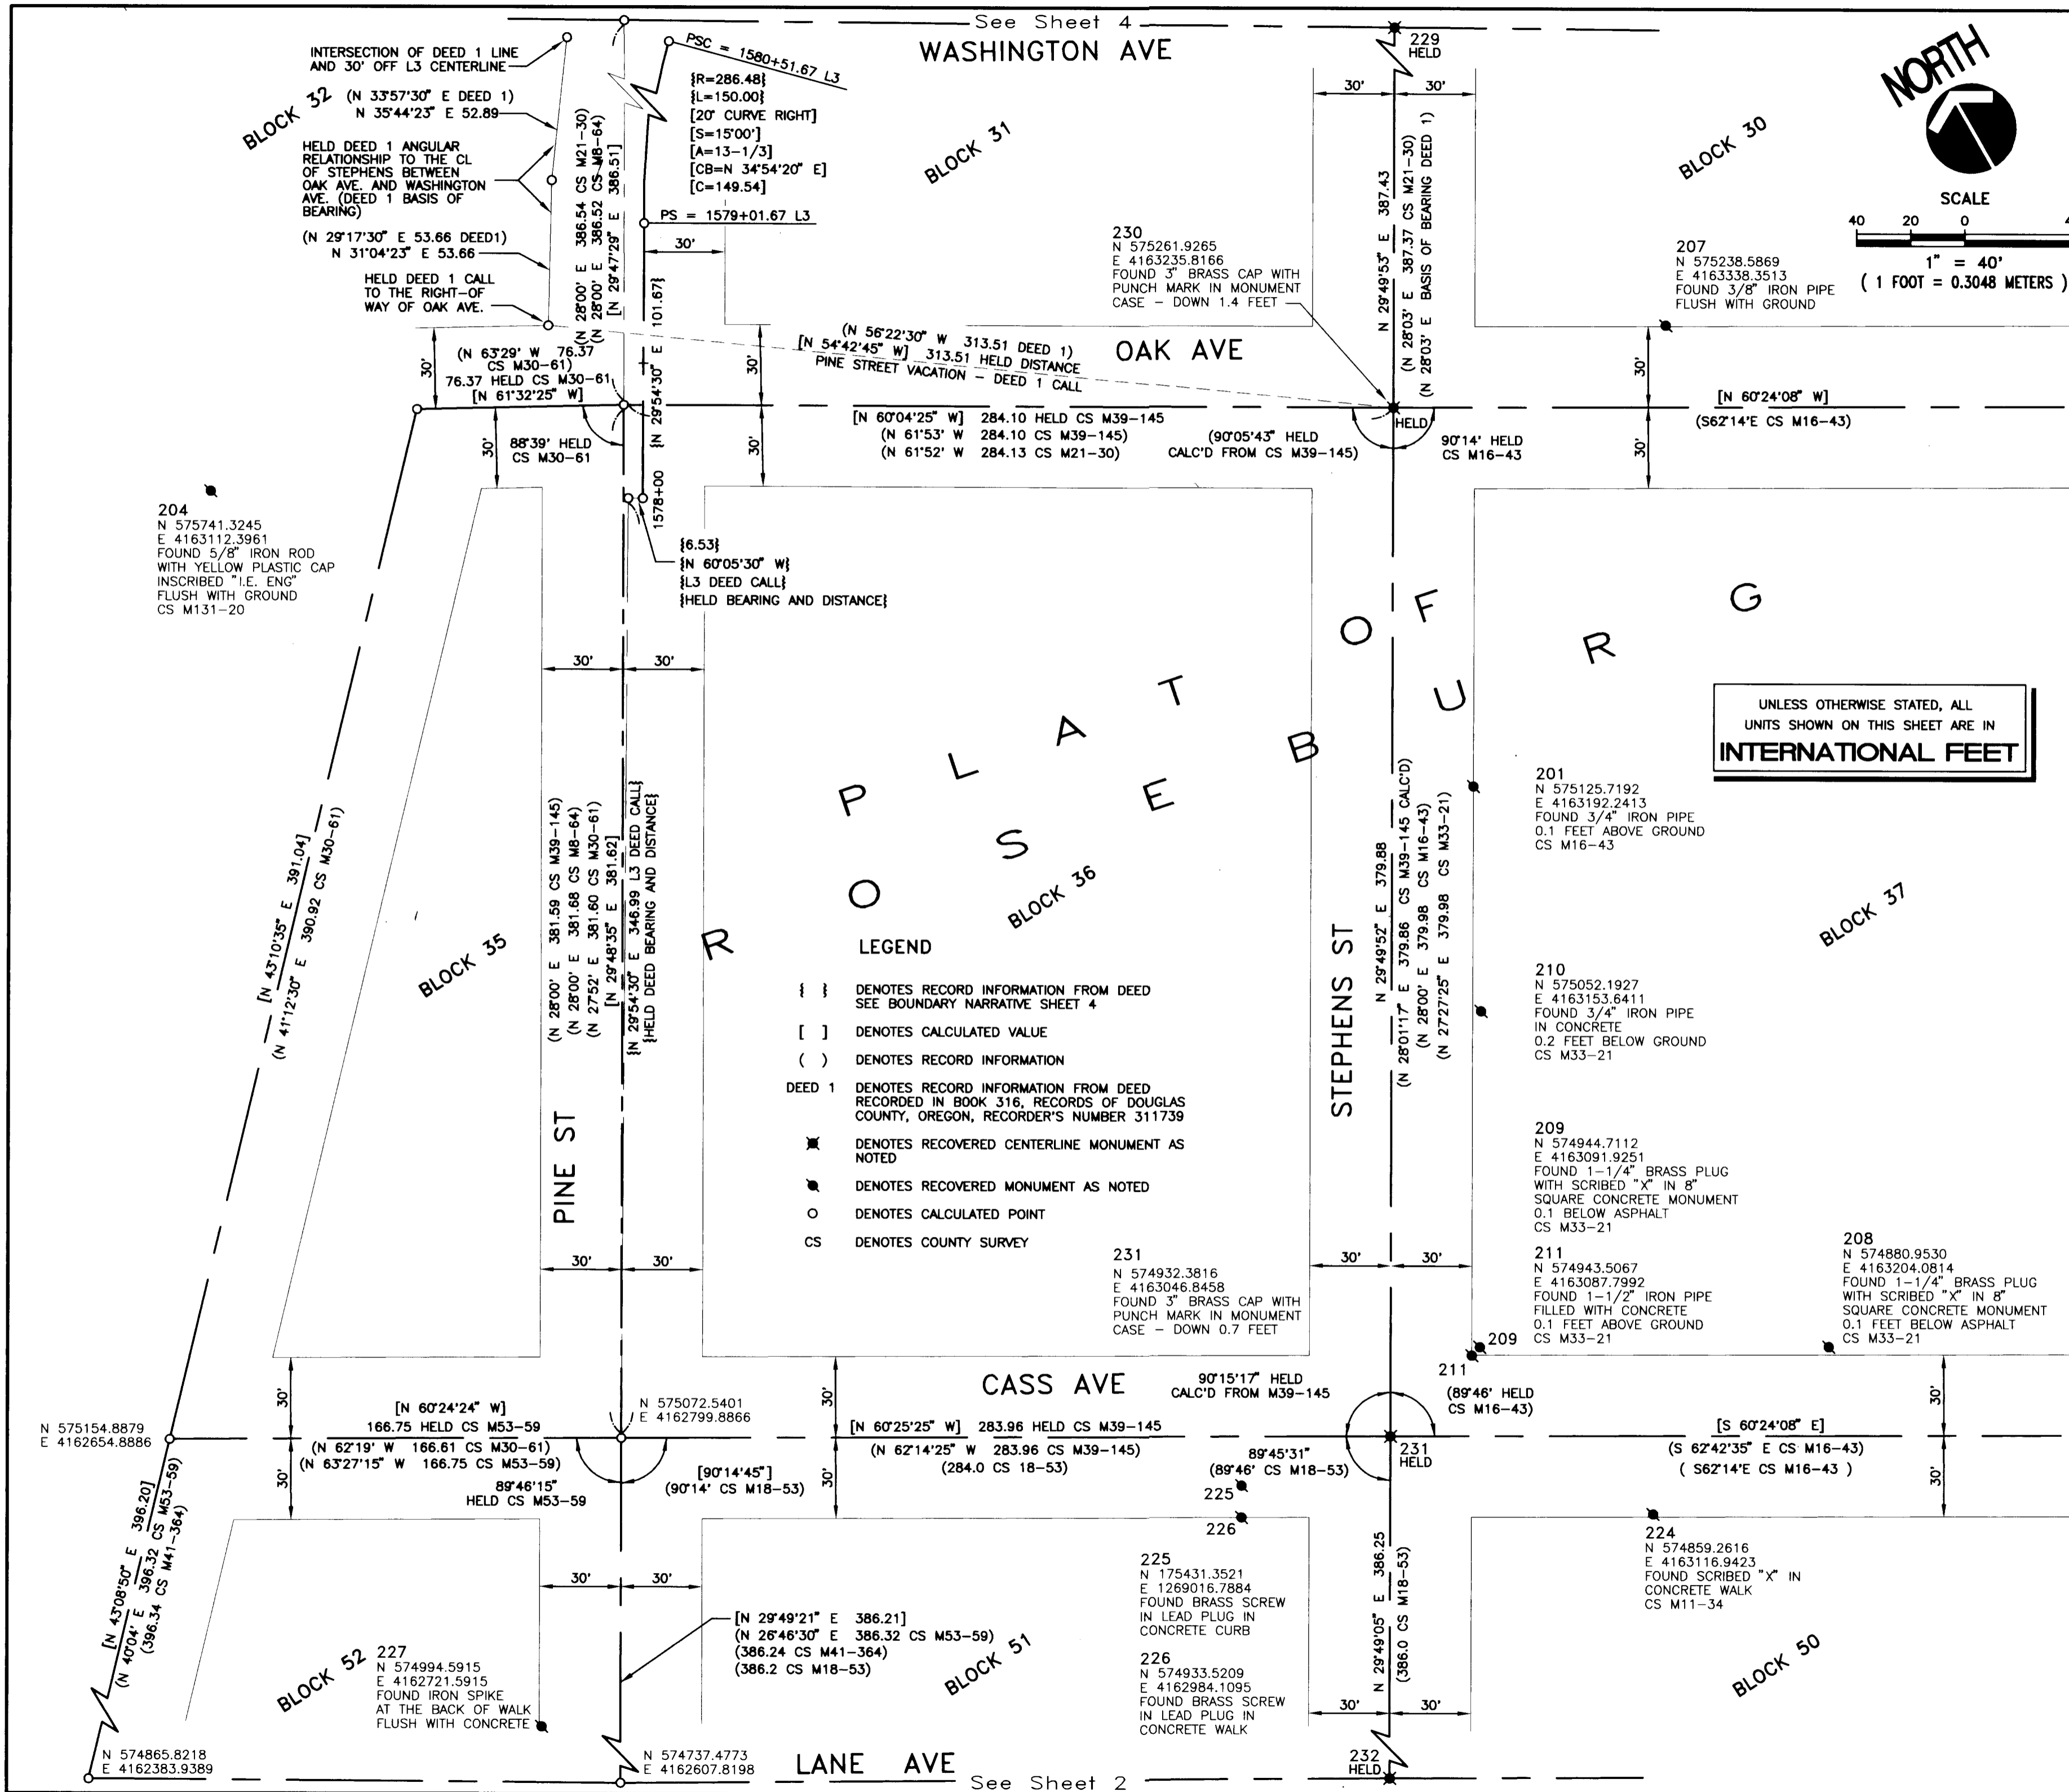 See Sheet 4
WASHINGTON AVE
229
HELD
INTERSECTION OF DEED 1 LINE
AND 30' OFF L3 CENTERLINE
BLOCK 32
(N 33°57'30" E DEED 1)
N 35°44'23" E 52.89
HELD DEED 1 ANGULAR
RELATIONSHIP TO THE CL
OF STEPHENS BETWEEN
OAK AVE. AND WASHINGTON
AVE. (DEED 1 BASIS OF
BEARING)
(N 29°17'30" E 53.66 DEED1)
N 31°04'23" E 53.66
HELD DEED 1 CALL
TO THE RIGHT-OF
WAY OF OAK AVE.
(N 28°00' E 386.54 CS M21-30)
(N 28°00' E 386.52 CS M8-64)
[N 29°47'29" E 386.51]
PSC = 1580+51.67 L3
{R=286.48}
{L=150.00}
[20° CURVE RIGHT]
[S=15°00']
[A=13-1/3]
[CB=N 34°54'20" E]
[C=149.54]
PS = 1579+01.67 L3
30'
{N 29°54'30" E 101.67}
1578+00
BLOCK 31
30'
30'
N 29°49'53" E 387.43
(N 28°03' E 387.37 CS M21-30)
(N 28°03' E BASIS OF BEARING DEED 1)
BLOCK 30
NORTH
SCALE
40 20 0 4
1" = 40'
( 1 FOOT = 0.3048 METERS )
230
N 575261.9265
E 4163235.8166
FOUND 3" BRASS CAP WITH
PUNCH MARK IN MONUMENT
CASE - DOWN 1.4 FEET
207
N 575238.5869
E 4163338.3513
FOUND 3/8" IRON PIPE
FLUSH WITH GROUND
(N 56°22'30" W 313.51 DEED 1)
[N 54°42'45" W] 313.51 HELD DISTANCE
PINE STREET VACATION - DEED 1 CALL
OAK AVE
30'
30'
30'
(N 63°29' W 76.37
CS M30-61)
76.37 HELD CS M30-61
[N 61°32'25" W]
30'
88°39' HELD
CS M30-61
30'
[N 60°04'25" W] 284.10 HELD CS M39-145
(N 61°53' W 284.10 CS M39-145)
(N 61°52' W 284.13 CS M21-30)
(90°05'43" HELD
CALC'D FROM CS M39-145)
HELD
90°14' HELD
CS M16-43
[N 60°24'08" W]
(S62°14'E CS M16-43)
30'
204
N 575741.3245
E 4163112.3961
FOUND 5/8" IRON ROD
WITH YELLOW PLASTIC CAP
INSCRIBED "I.E. ENG"
FLUSH WITH GROUND
CS M131-20
{6.53}
{N 60°05'30" W}
{L3 DEED CALL}
{HELD BEARING AND DISTANCE}
30'
30'
PLAT OF
ROSEBURG
UNLESS OTHERWISE STATED, ALL
UNITS SHOWN ON THIS SHEET ARE IN
INTERNATIONAL FEET
[N 43°10'35" E 391.04]
(N 41°12'30" E 390.92 CS M30-61)
BLOCK 35
PINE ST
(N 28°00' E 381.59 CS M39-145)
(N 28°00' E 381.68 CS M8-64)
(N 27°52' E 381.60 CS M30-61)
[N 29°48'35" E 381.62]
{N 29°54'30" E 346.99 L3 DEED CALL}
{HELD DEED BEARING AND DISTANCE}
BLOCK 36
STEPHENS ST
N 29°49'52" E 379.88
(N 28°01'17" E 379.86 CS M39-145 CALC'D)
(N 28°00' E 379.98 CS M16-43)
(N 27°27'25" E 379.98 CS M33-21)
BLOCK 37
201
N 575125.7192
E 4163192.2413
FOUND 3/4" IRON PIPE
0.1 FEET ABOVE GROUND
CS M16-43
210
N 575052.1927
E 4163153.6411
FOUND 3/4" IRON PIPE
IN CONCRETE
0.2 FEET BELOW GROUND
CS M33-21
209
N 574944.7112
E 4163091.9251
FOUND 1-1/4" BRASS PLUG
WITH SCRIBED "X" IN 8"
SQUARE CONCRETE MONUMENT
0.1 BELOW ASPHALT
CS M33-21
211
N 574943.5067
E 4163087.7992
FOUND 1-1/2" IRON PIPE
FILLED WITH CONCRETE
0.1 FEET ABOVE GROUND
CS M33-21
208
N 574880.9530
E 4163204.0814
FOUND 1-1/4" BRASS PLUG
WITH SCRIBED "X" IN 8"
SQUARE CONCRETE MONUMENT
0.1 FEET BELOW ASPHALT
CS M33-21
LEGEND
{ } DENOTES RECORD INFORMATION FROM DEED
SEE BOUNDARY NARRATIVE SHEET 4
[ ] DENOTES CALCULATED VALUE
( ) DENOTES RECORD INFORMATION
DEED 1 DENOTES RECORD INFORMATION FROM DEED
RECORDED IN BOOK 316, RECORDS OF DOUGLAS
COUNTY, OREGON, RECORDER'S NUMBER 311739
DENOTES RECOVERED CENTERLINE MONUMENT AS
NOTED
DENOTES RECOVERED MONUMENT AS NOTED
DENOTES CALCULATED POINT
CS DENOTES COUNTY SURVEY
231
N 574932.3816
E 4163046.8458
FOUND 3" BRASS CAP WITH
PUNCH MARK IN MONUMENT
CASE - DOWN 0.7 FEET
30'
30'
30'
30'
209
211
CASS AVE
N 575154.8879
E 4162654.8886
30'
[N 60°24'24" W]
166.75 HELD CS M53-59
(N 62°19' W 166.61 CS M30-61)
(N 63°27'15" W 166.75 CS M53-59)
30'
N 575072.5401
E 4162799.8866
89°46'15"
HELD CS M53-59
[90°14'45"]
(90°14' CS M18-53)
30'
30'
[N 60°25'25" W] 283.96 HELD CS M39-145
(N 62°14'25" W 283.96 CS M39-145)
(284.0 CS 18-53)
90°15'17" HELD
CALC'D FROM M39-145
89°45'31"
(89°46' CS M18-53)
(89°46' HELD
CS M16-43)
231
HELD
[S 60°24'08" E]
(S 62°42'35" E CS M16-43)
( S62°14'E CS M16-43 )
30'
30'
225
226
[N 43°08'50" E 396.20]
(N 40°04' E 396.32 CS M53-59)
(396.34 CS M41-364)
BLOCK 52
227
N 574994.5915
E 4162721.5915
FOUND IRON SPIKE
AT THE BACK OF WALK
FLUSH WITH CONCRETE
30'
30'
[N 29°49'21" E 386.21]
(N 26°46'30" E 386.32 CS M53-59)
(386.24 CS M41-364)
(386.2 CS M18-53)
BLOCK 51
225
N 175431.3521
E 1269016.7884
FOUND BRASS SCREW
IN LEAD PLUG IN
CONCRETE CURB
226
N 574933.5209
E 4162984.1095
FOUND BRASS SCREW
IN LEAD PLUG IN
CONCRETE WALK
N 29°49'05" E 386.25
(386.0 CS M18-53)
30'
30'
224
N 574859.2616
E 4163116.9423
FOUND SCRIBED "X" IN
CONCRETE WALK
CS M11-34
BLOCK 50
N 574865.8218
E 4162383.9389
N 574737.4773
E 4162607.8198
LANE AVE
232
HELD
See Sheet 2